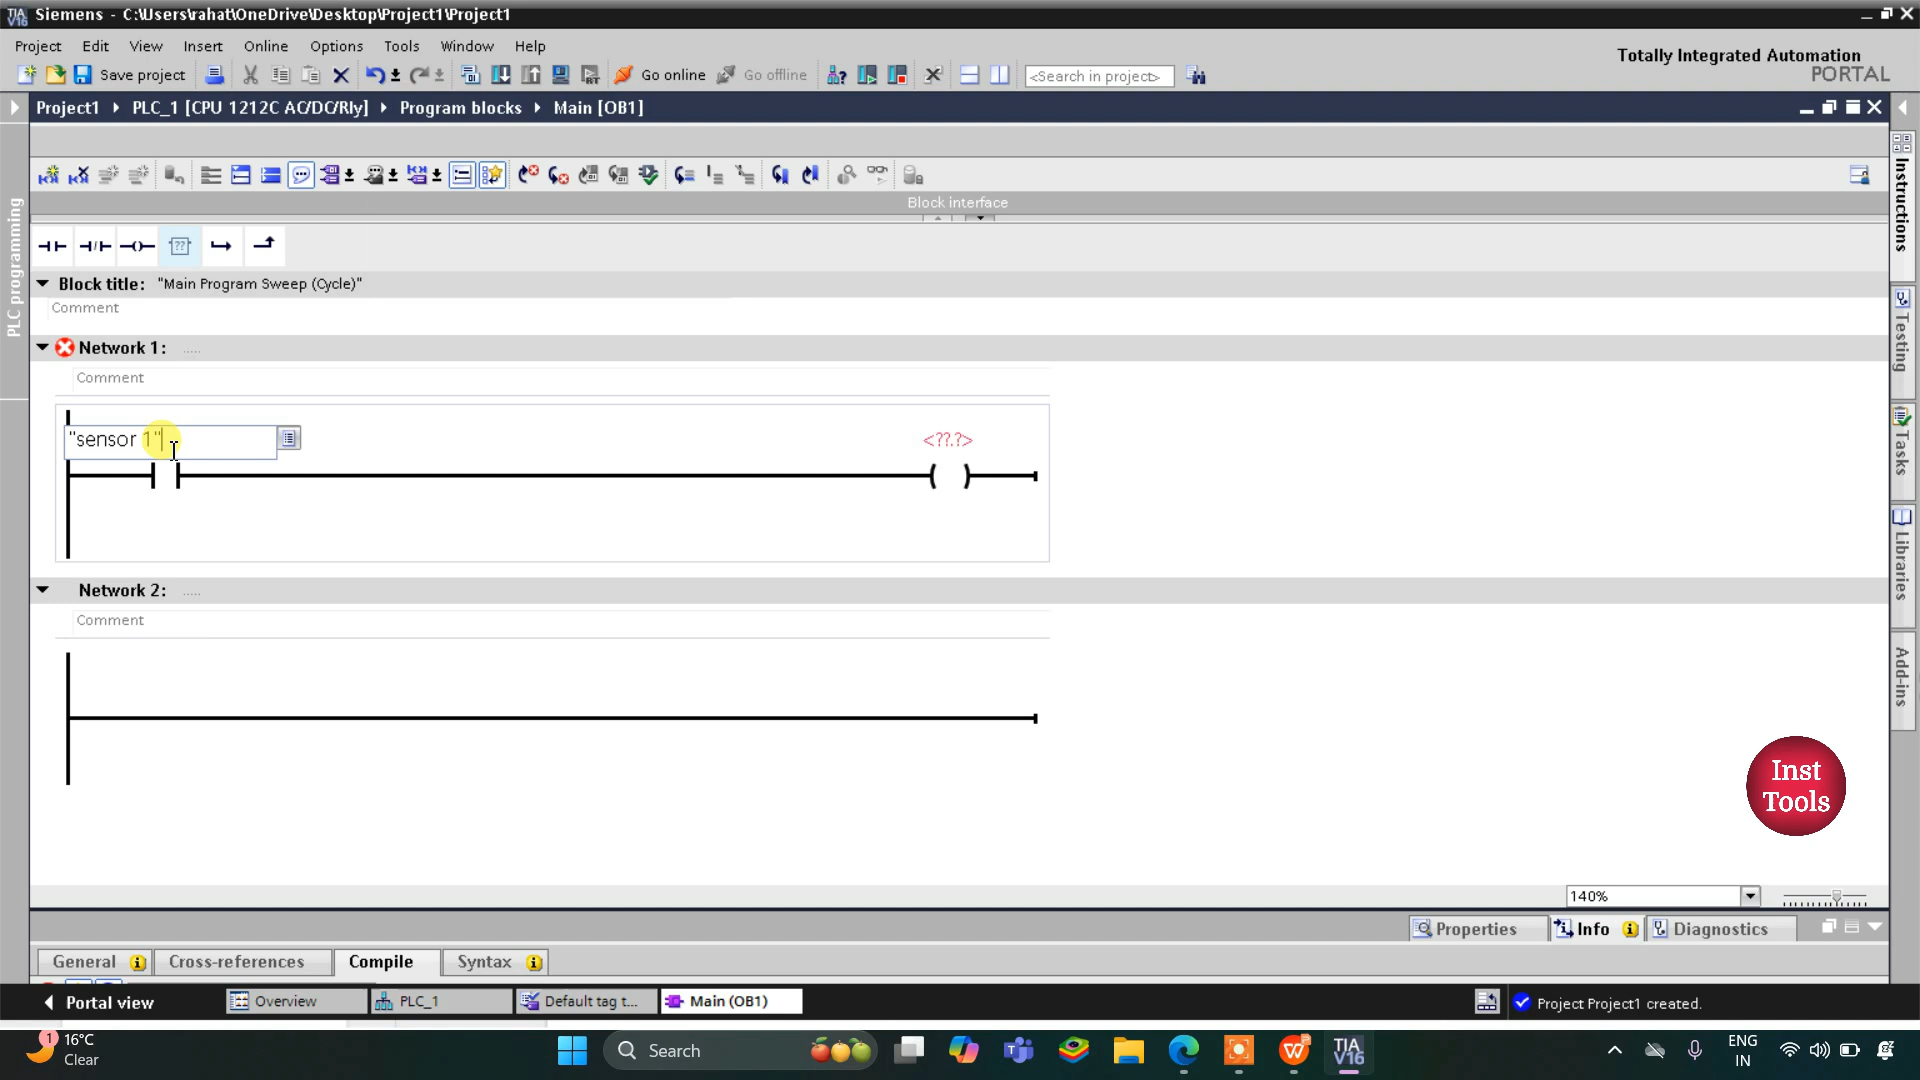 Siemens - C:\Users\rahat\OneDrive\Desktop\Project1\Project1
Project Edit View Insert Online Options Tools Window Help
Totally Integrated Automation
PORTAL
Save project
Go online
Go offline
<Search in project>
Project1 PLC_1 [CPU 1212C AC/DC/Rly] Program blocks Main [OB1]
Block interface
??
Block title: "Main Program Sweep (Cycle)"
Comment
Network 1: .....
Comment
"sensor 1"
<??.?>
Network 2: .....
Comment
PLC programming
Instructions
Testing
Tasks
Libraries
Add-ins
Inst
Tools
140%
Properties Info Diagnostics
General Cross-references Compile Syntax
Portal view Overview PLC_1 Default tag t... Main (OB1) Project Project1 created.
1 16°C
Clear
Search
TIA
V16
ENG
IN